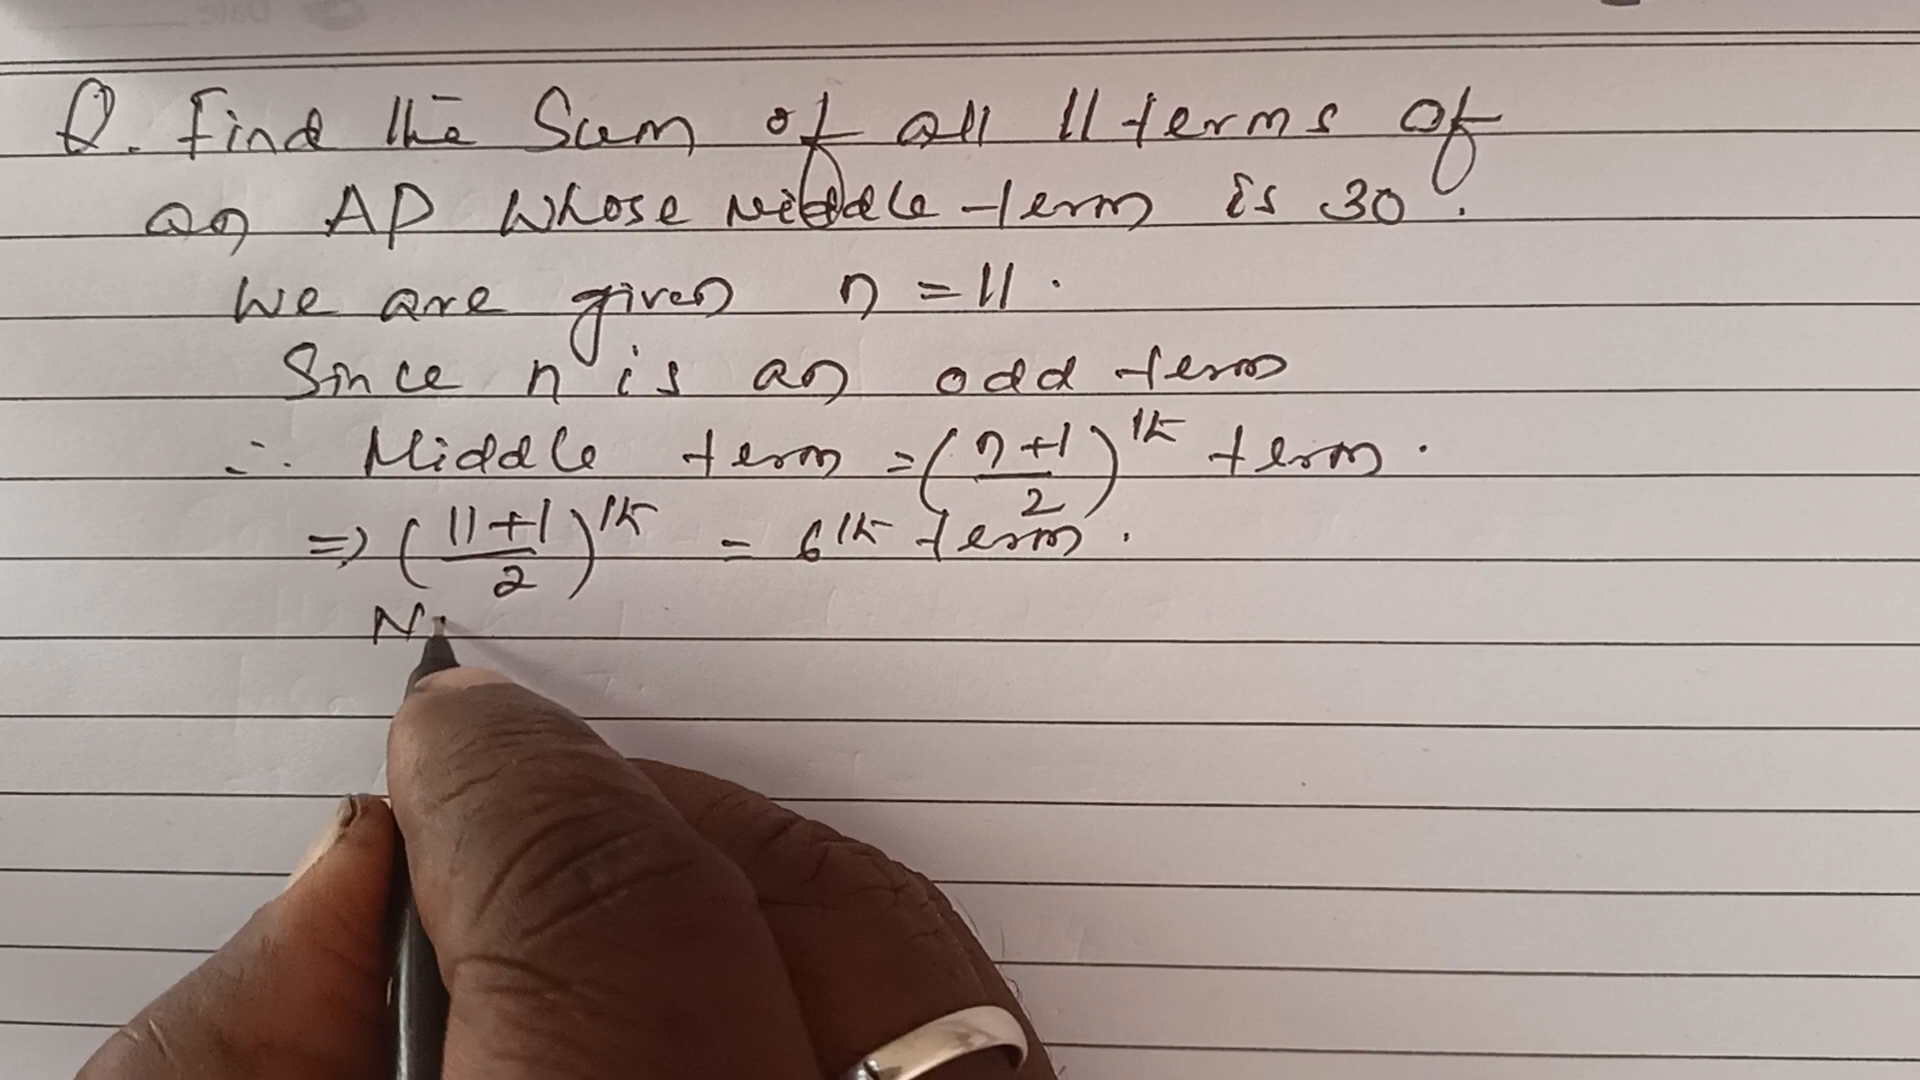 Date
Q. Find the Sum of all 11 terms of
an AP whose middle term is 30.
We are given n = 11.
Since n is an odd term
∴ Middle term = ((n+1)/2)th term.
=> ((11+1)/2)th = 6th term.
N